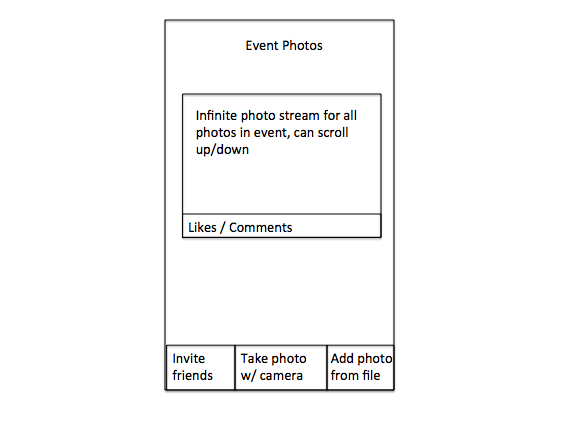 Event Photos
Infinite photo stream for all
photos in event, can scroll
up/down
Likes / Comments
Invite
friends
Take photo
w/ camera
Add photo
from file